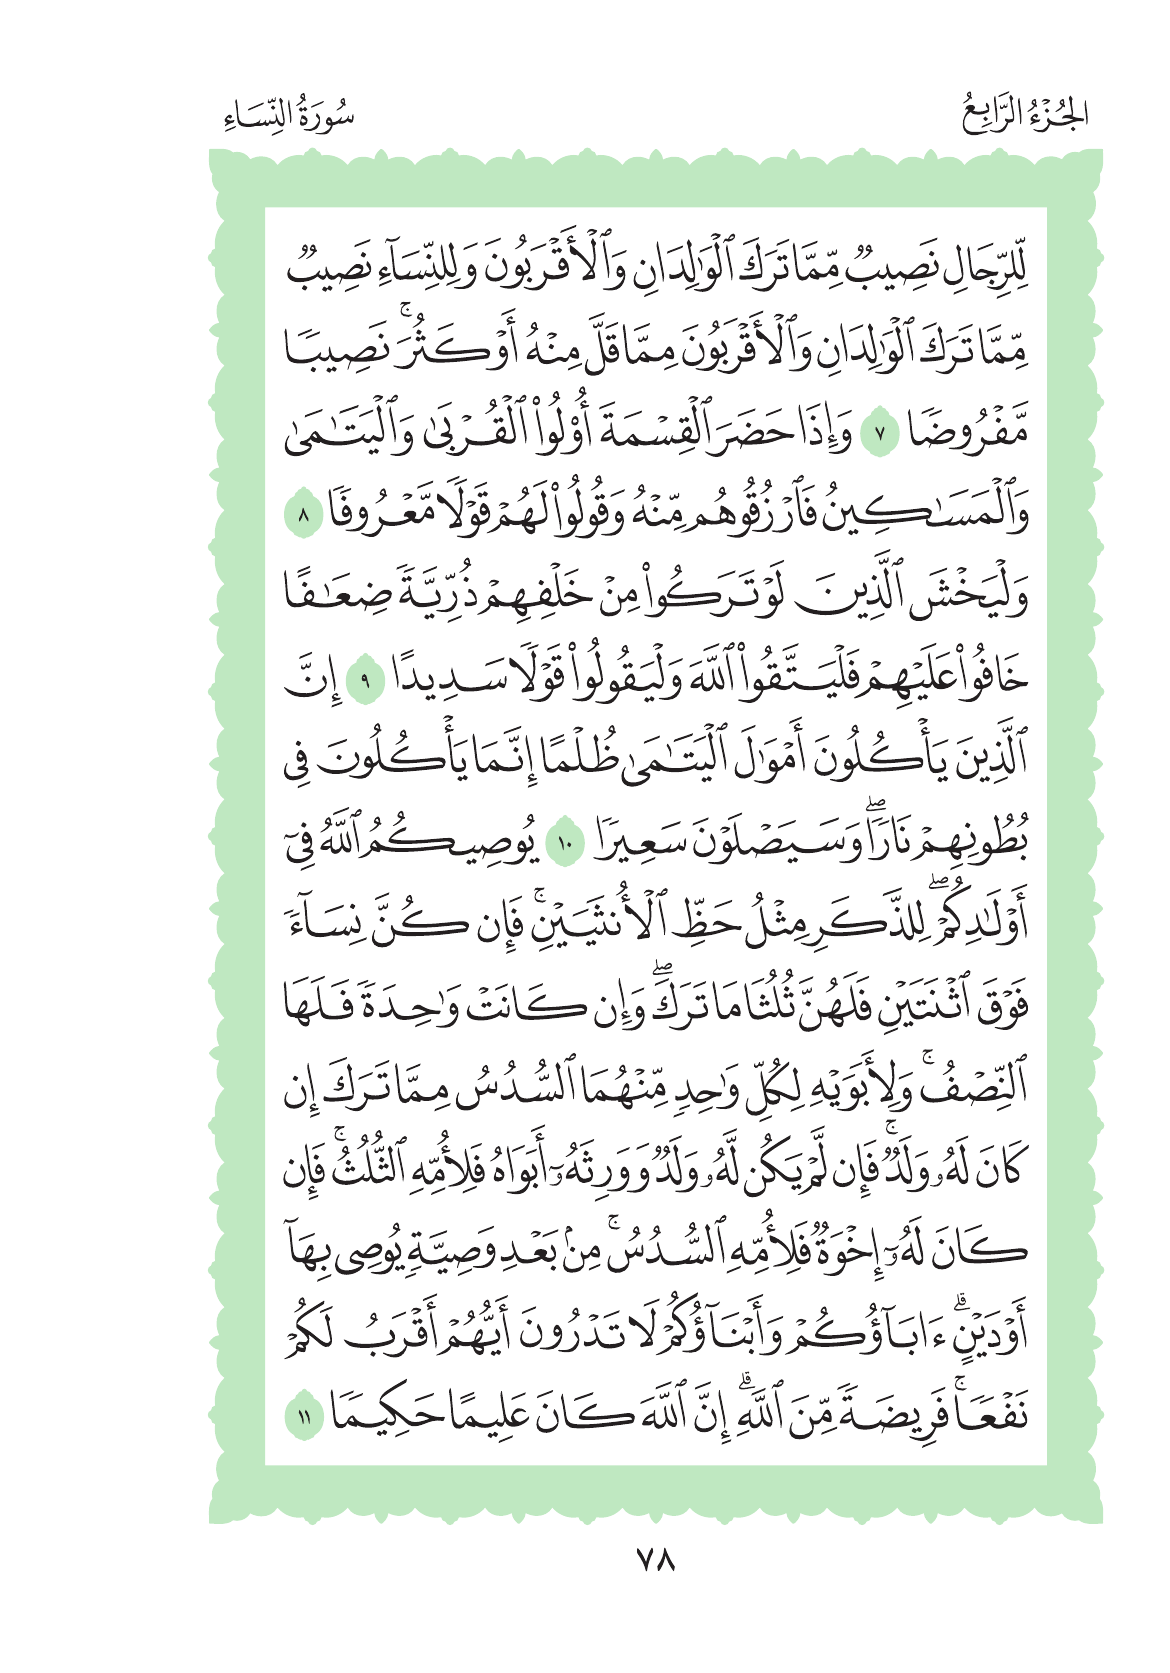 الجُزْءُ الرَّابِعُ
سُورَةُ النِّسَاءِ
لِّلرِّجَالِ نَصِيبٌ مِّمَّا تَرَكَ ٱلْوَٰلِدَانِ وَٱلْأَقْرَبُونَ وَلِلنِّسَآءِ نَصِيبٌ
مِّمَّا تَرَكَ ٱلْوَٰلِدَانِ وَٱلْأَقْرَبُونَ مِمَّا قَلَّ مِنْهُ أَوْ كَثُرَۚ نَصِيبًا
مَّفْرُوضًا ٧ وَإِذَا حَضَرَ ٱلْقِسْمَةَ أُو۟لُوا۟ ٱلْقُرْبَىٰ وَٱلْيَتَـٰمَىٰ
وَٱلْمَسَـٰكِينُ فَٱرْزُقُوهُم مِّنْهُ وَقُولُوا۟ لَهُمْ قَوْلًا مَّعْرُوفًا ٨
وَلْيَخْشَ ٱلَّذِينَ لَوْ تَرَكُوا۟ مِنْ خَلْفِهِمْ ذُرِّيَّةً ضِعَـٰفًا
خَافُوا۟ عَلَيْهِمْ فَلْيَتَّقُوا۟ ٱللَّهَ وَلْيَقُولُوا۟ قَوْلًا سَدِيدًا ٩ إِنَّ
ٱلَّذِينَ يَأْكُلُونَ أَمْوَٰلَ ٱلْيَتَـٰمَىٰ ظُلْمًا إِنَّمَا يَأْكُلُونَ فِى
بُطُونِهِمْ نَارًاۖ وَسَيَصْلَوْنَ سَعِيرًا ١٠ يُوصِيكُمُ ٱللَّهُ فِىٓ
أَوْلَـٰدِكُمْۖ لِلذَّكَرِ مِثْلُ حَظِّ ٱلْأُنثَيَيْنِۚ فَإِن كُنَّ نِسَآءً
فَوْقَ ٱثْنَتَيْنِ فَلَهُنَّ ثُلُثَا مَا تَرَكَۖ وَإِن كَانَتْ وَٰحِدَةً فَلَهَا
ٱلنِّصْفُۚ وَلِأَبَوَيْهِ لِكُلِّ وَٰحِدٍ مِّنْهُمَا ٱلسُّدُسُ مِمَّا تَرَكَ إِن
كَانَ لَهُۥ وَلَدٌۚ فَإِن لَّمْ يَكُن لَّهُۥ وَلَدٌ وَوَرِثَهُۥٓ أَبَوَاهُ فَلِأُمِّهِ ٱلثُّلُثُۚ فَإِن
كَانَ لَهُۥٓ إِخْوَةٌ فَلِأُمِّهِ ٱلسُّدُسُۚ مِنۢ بَعْدِ وَصِيَّةٍ يُوصِى بِهَآ
أَوْ دَيْنٍۗ ءَابَآؤُكُمْ وَأَبْنَآؤُكُمْ لَا تَدْرُونَ أَيُّهُمْ أَقْرَبُ لَكُمْ
نَفْعًاۚ فَرِيضَةً مِّنَ ٱللَّهِۗ إِنَّ ٱللَّهَ كَانَ عَلِيمًا حَكِيمًا ١١
٧٨